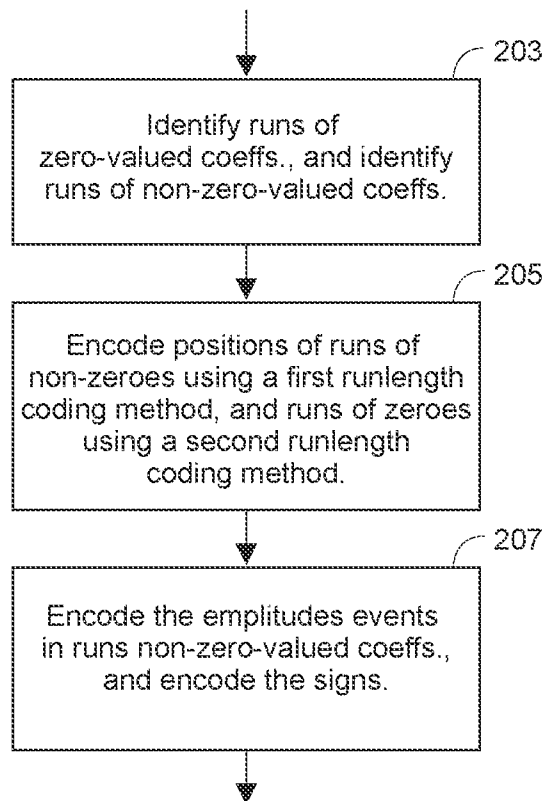 203
Identify runs of
zero-valued coeffs., and identify
runs of non-zero-valued coeffs.
205
Encode positions of runs of
non-zeroes using a first runlength
coding method, and runs of zeroes
using a second runlength
coding method.
207
Encode the emplitudes events
in runs non-zero-valued coeffs.,
and encode the signs.